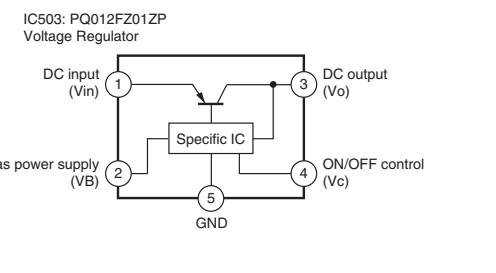 IC503: PQ012FZ01ZP
Voltage Regulator
DC input
(Vin)
1
3
DC output
(Vo)
Specific IC
power supply
(VB)
2
4
ON/OFF control
(Vc)
5
GND